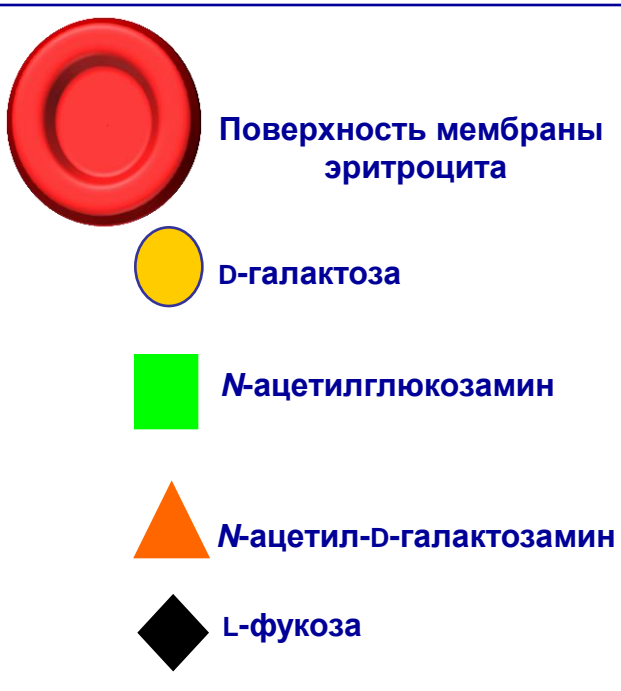 Поверхность мембраны
эритроцита
D-галактоза
N-ацетилглюкозамин
N-ацетил-D-галактозамин
L-фукоза